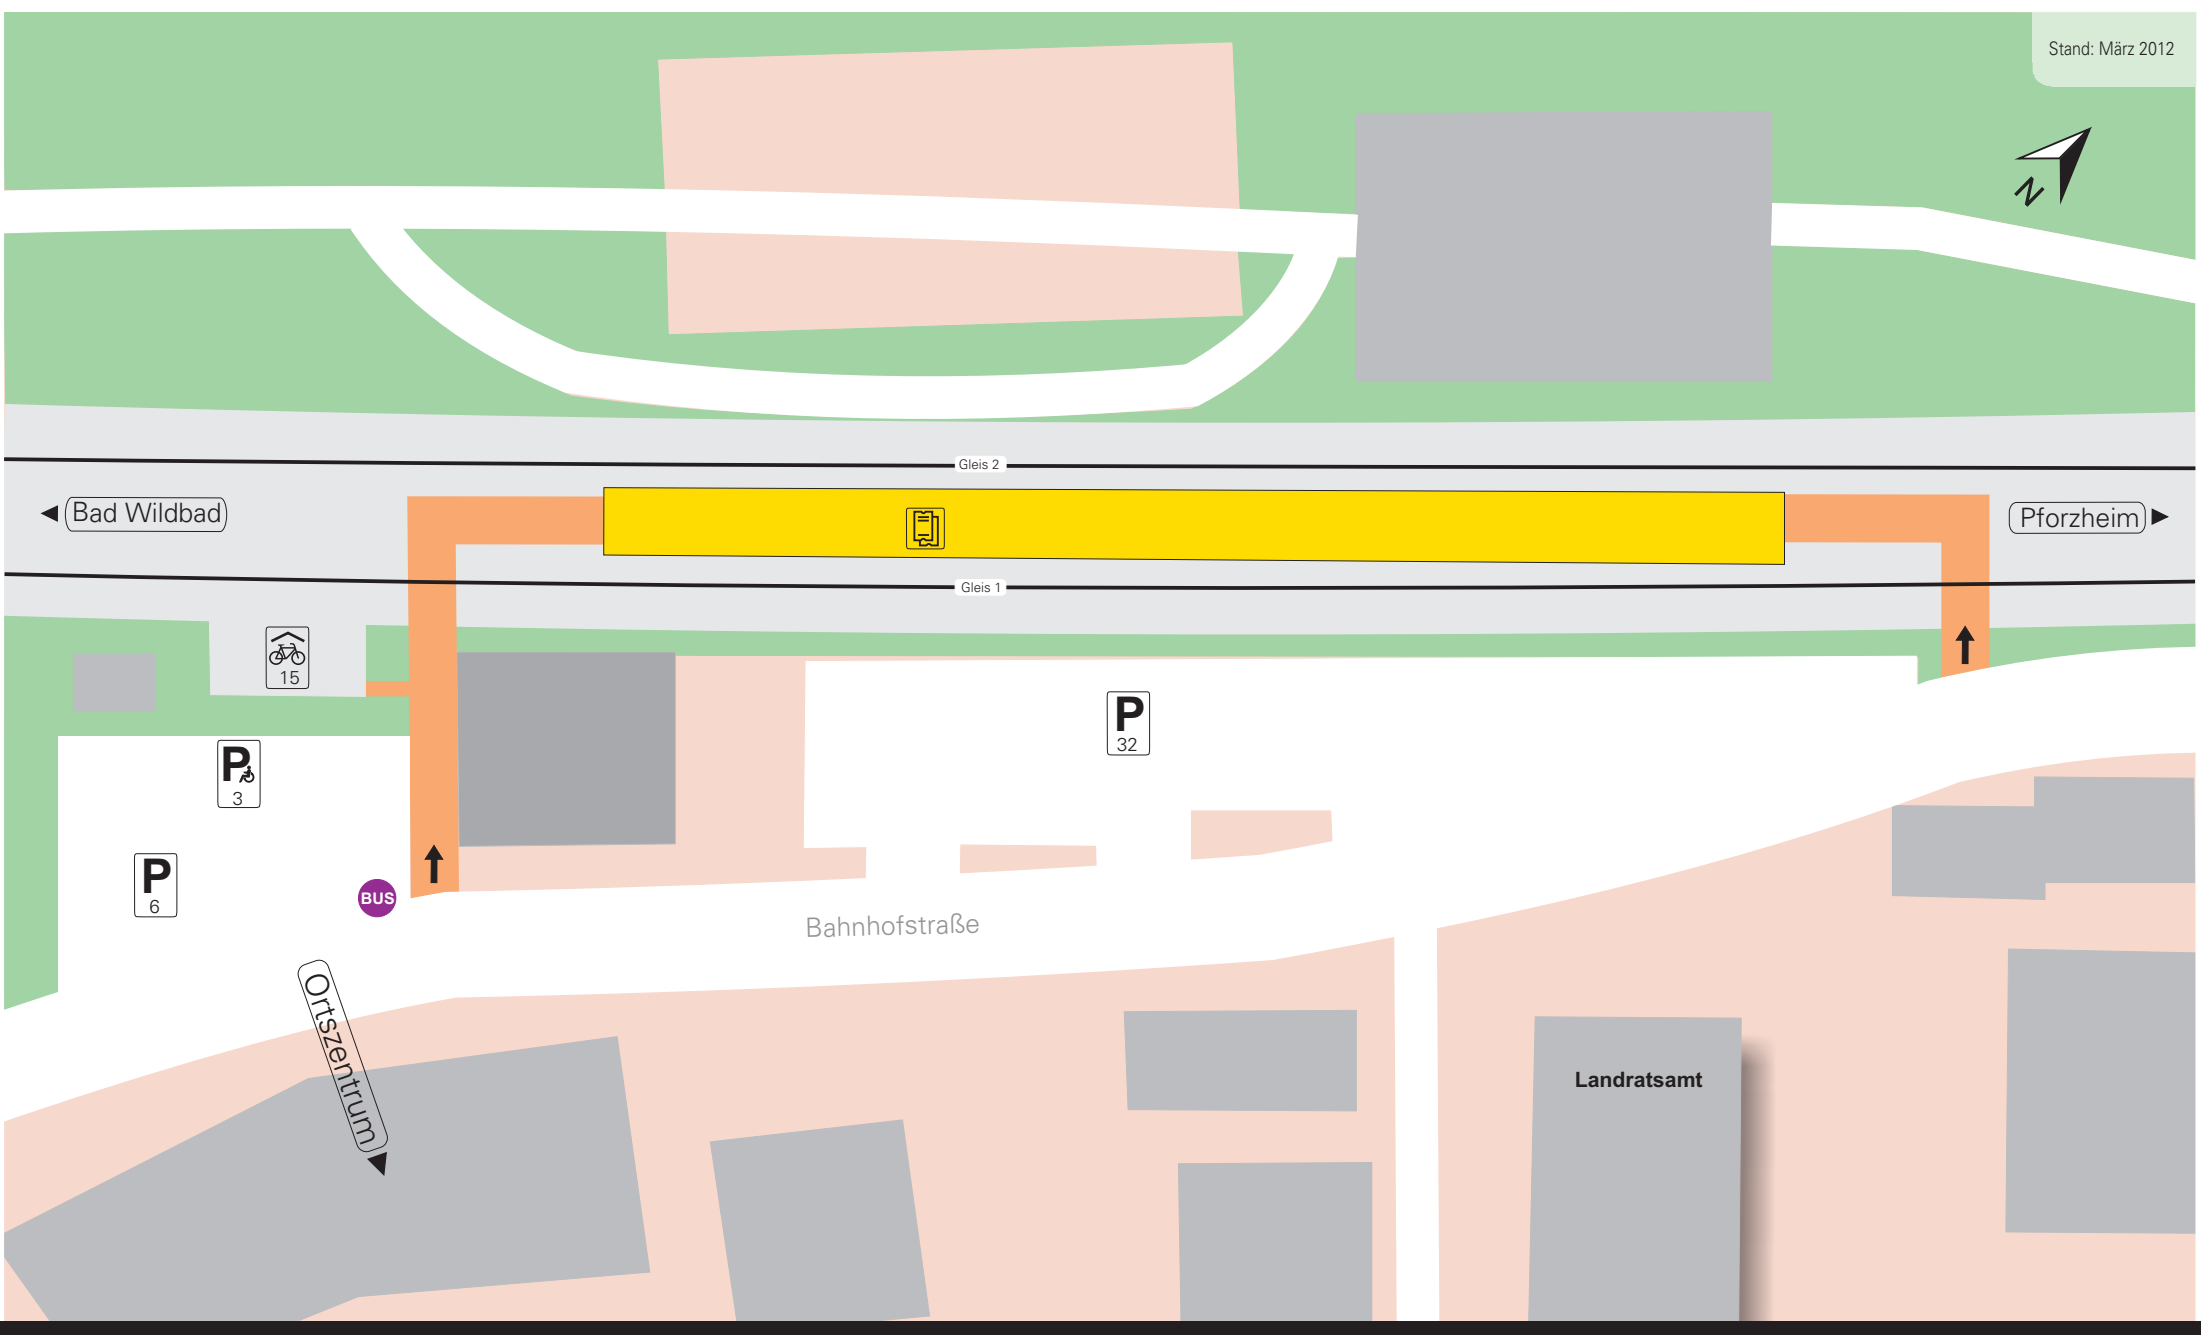 Stand: März 2012
N
Gleis 2
Bad Wildbad
Pforzheim
Gleis 1
15
P
32
P
3
P
6
BUS
Bahnhofstraße
Ortszentrum
Landratsamt